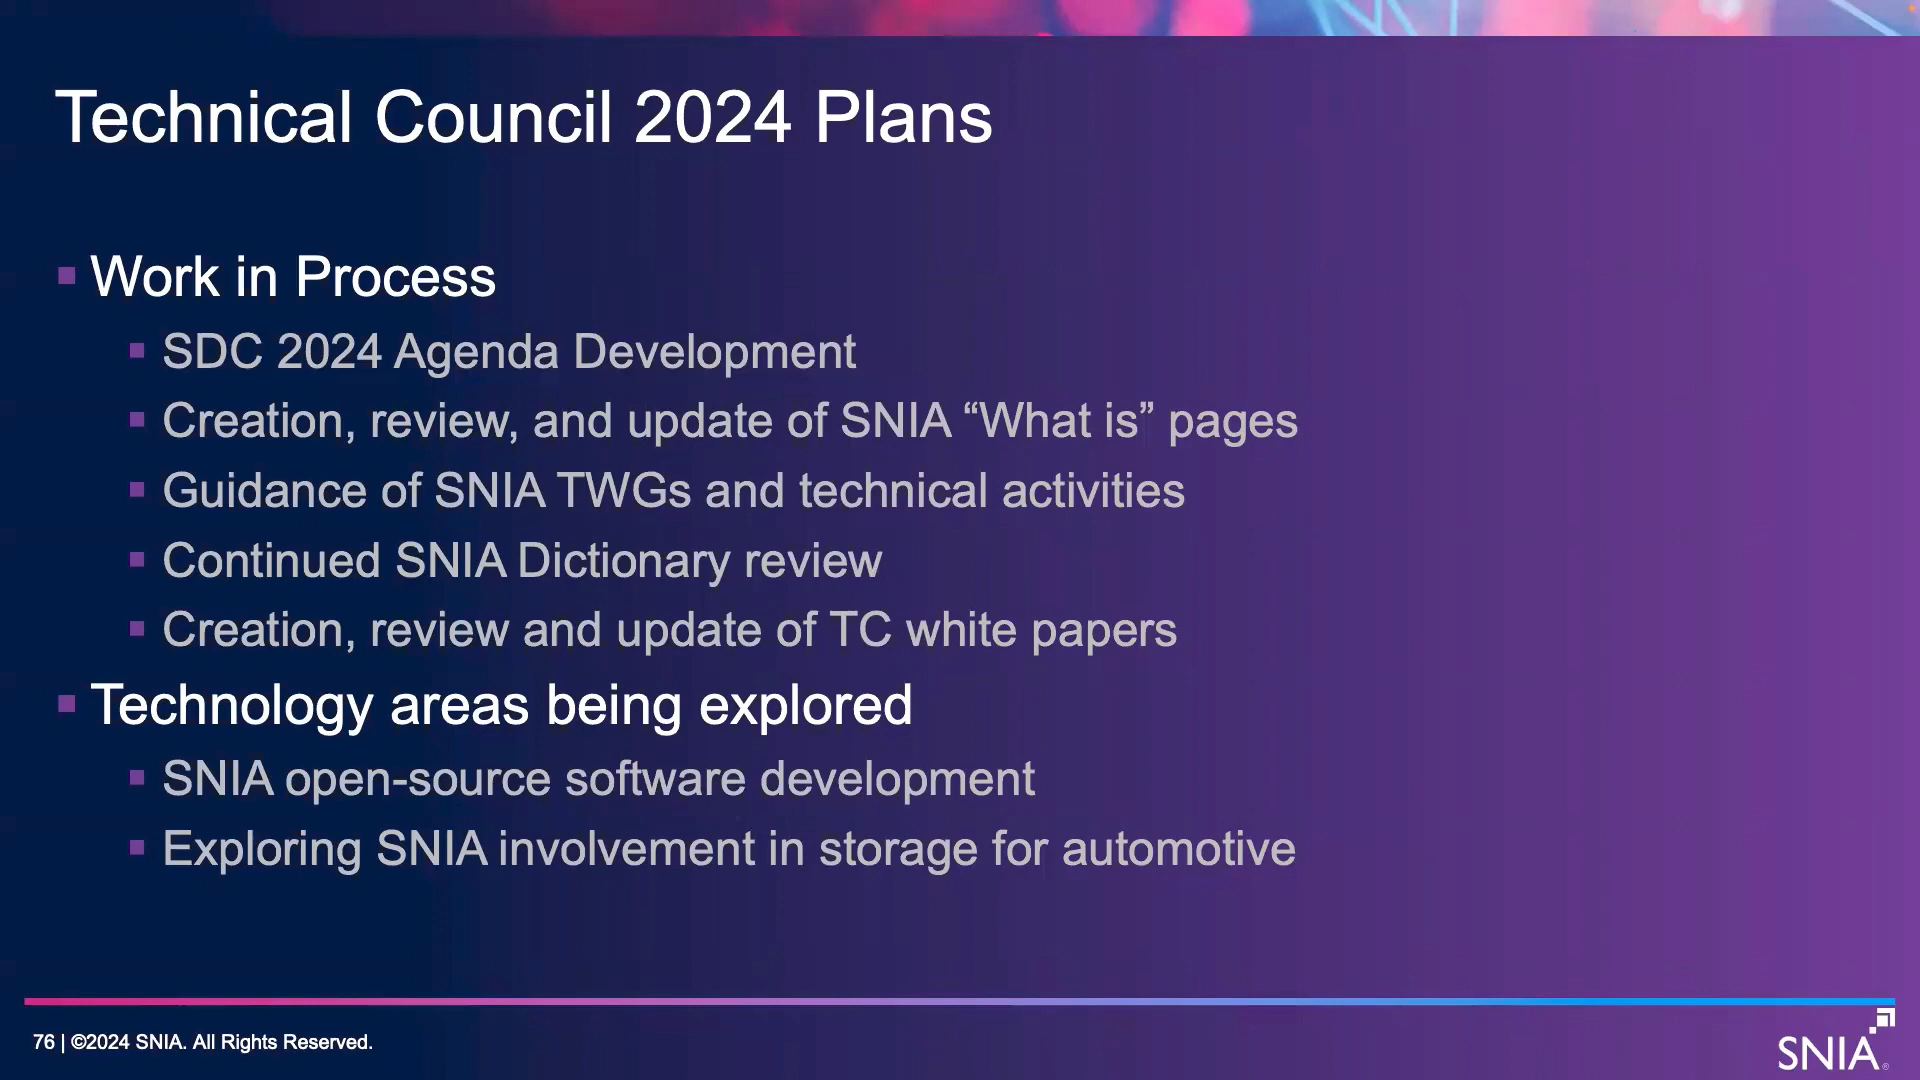 Technical Council 2024 Plans
Work in Process
SDC 2024 Agenda Development
Creation, review, and update of SNIA “What is” pages
Guidance of SNIA TWGs and technical activities
Continued SNIA Dictionary review
Creation, review and update of TC white papers
Technology areas being explored
SNIA open-source software development
Exploring SNIA involvement in storage for automotive
76 | ©2024 SNIA. All Rights Reserved.
SNIA®